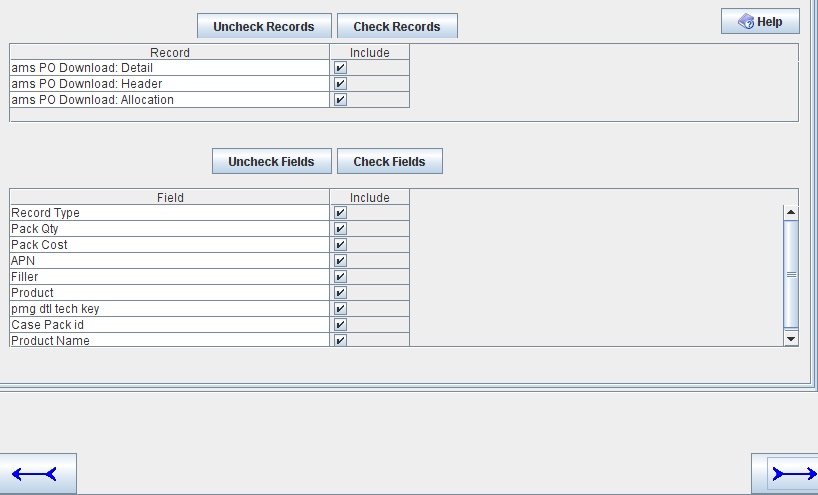 Uncheck Records Check Records Help
Record Include
ams PO Download: Detail
ams PO Download: Header
ams PO Download: Allocation
Uncheck Fields Check Fields
Field Include
Record Type
Pack Qty
Pack Cost
APN
Filler
Product
pmg dtl tech key
Case Pack id
Product Name